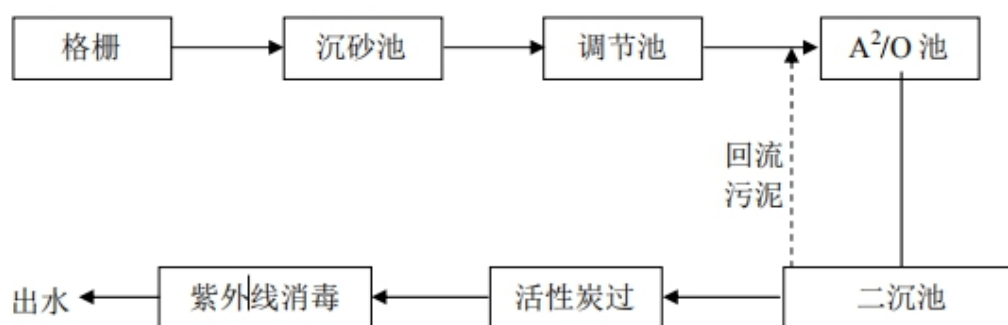 格栅
沉砂池
调节池
A²/O 池
回流
污泥
出水
紫外线消毒
活性炭过
二沉池